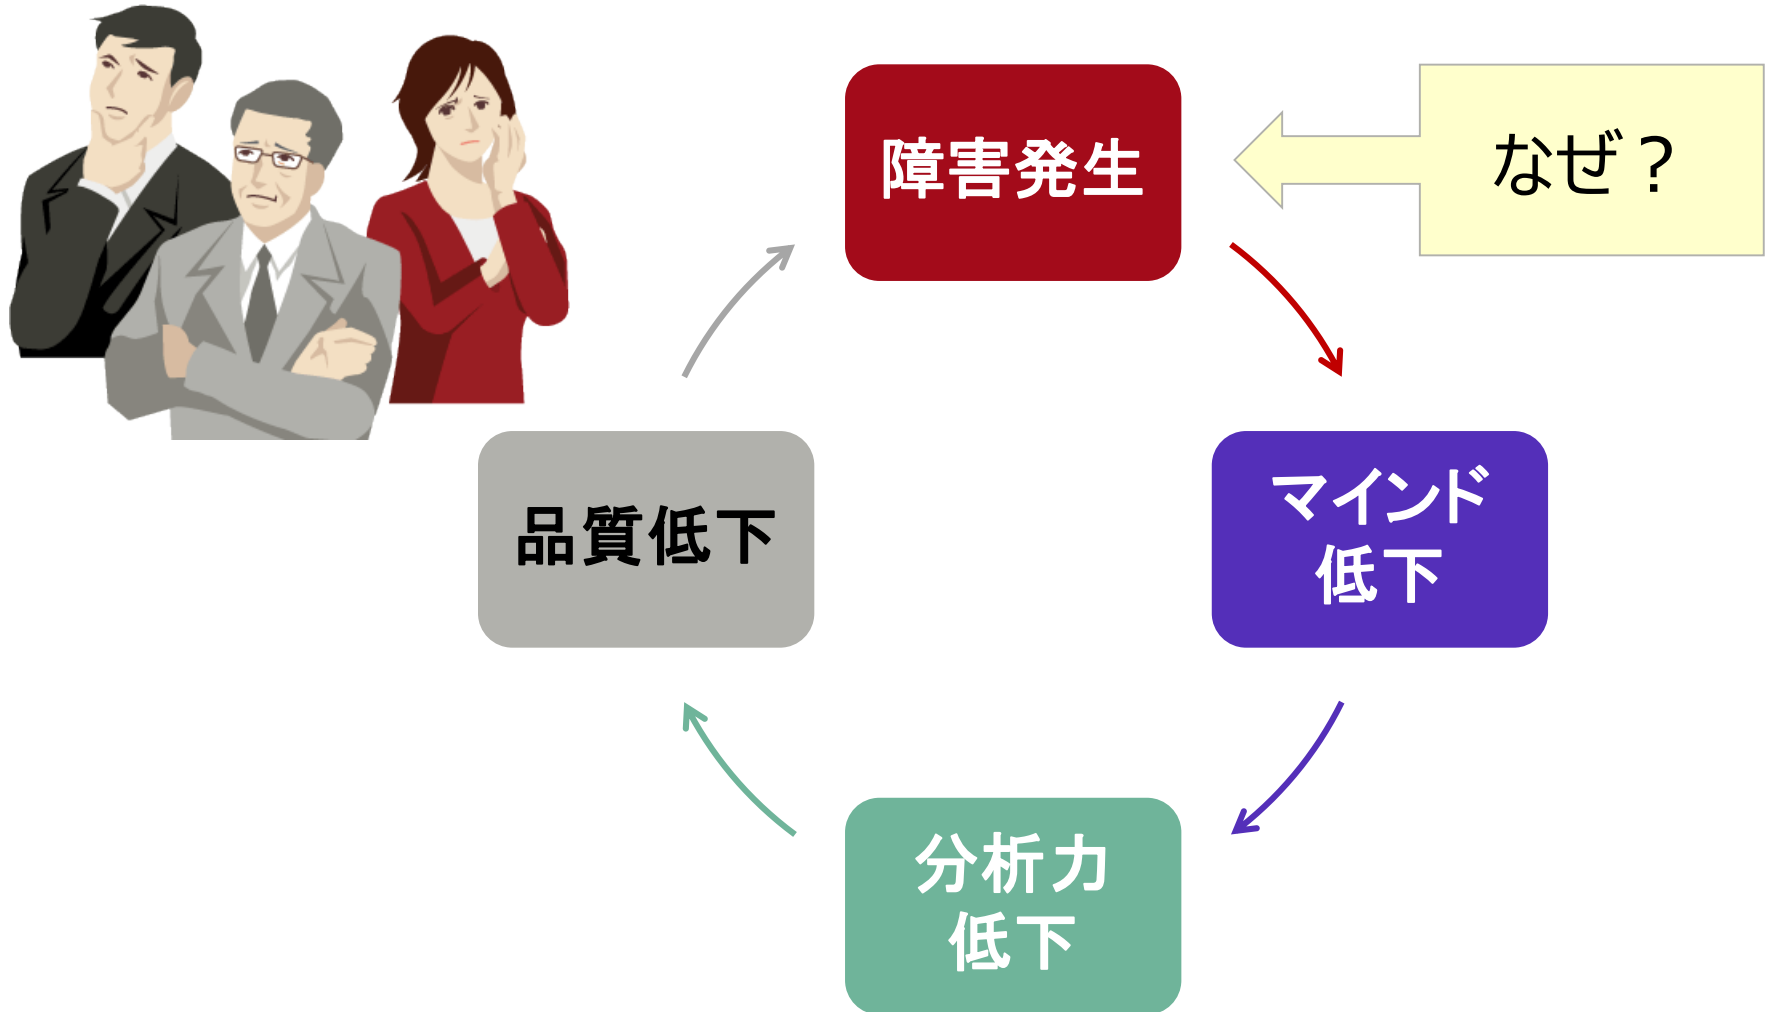 障害発生
なぜ？
マインド
低下
品質低下
分析力
低下